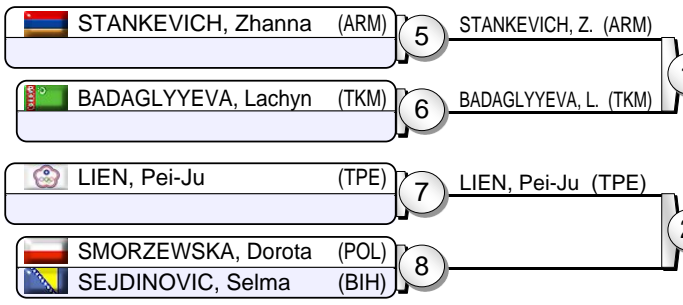 STANKEVICH, Zhanna (ARM) 5 STANKEVICH, Z. (ARM)
BADAGLYYEVA, Lachyn (TKM) 6 BADAGLYYEVA, L. (TKM)
LIEN, Pei-Ju (TPE) 7 LIEN, Pei-Ju (TPE)
SMORZEWSKA, Dorota (POL) 8
SEJDINOVIC, Selma (BIH)